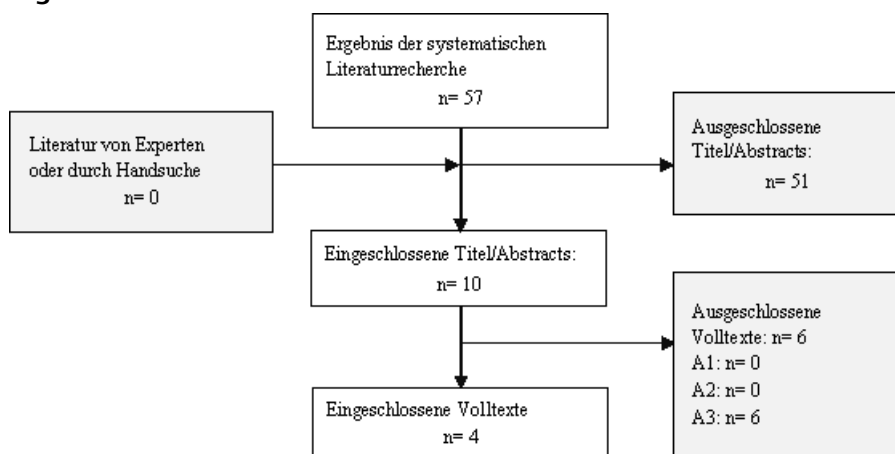 Ergebnis der systematischen
Literaturrecherche
n= 57
Literatur von Experten
oder durch Handsuche
n= 0
Ausgeschlossene
Titel/Abstracts:
n= 51
Eingeschlossene Titel/Abstracts:
n= 10
Ausgeschlossene
Volltexte: n= 6
A1: n= 0
A2: n= 0
A3: n= 6
Eingeschlossene Volltexte
n= 4